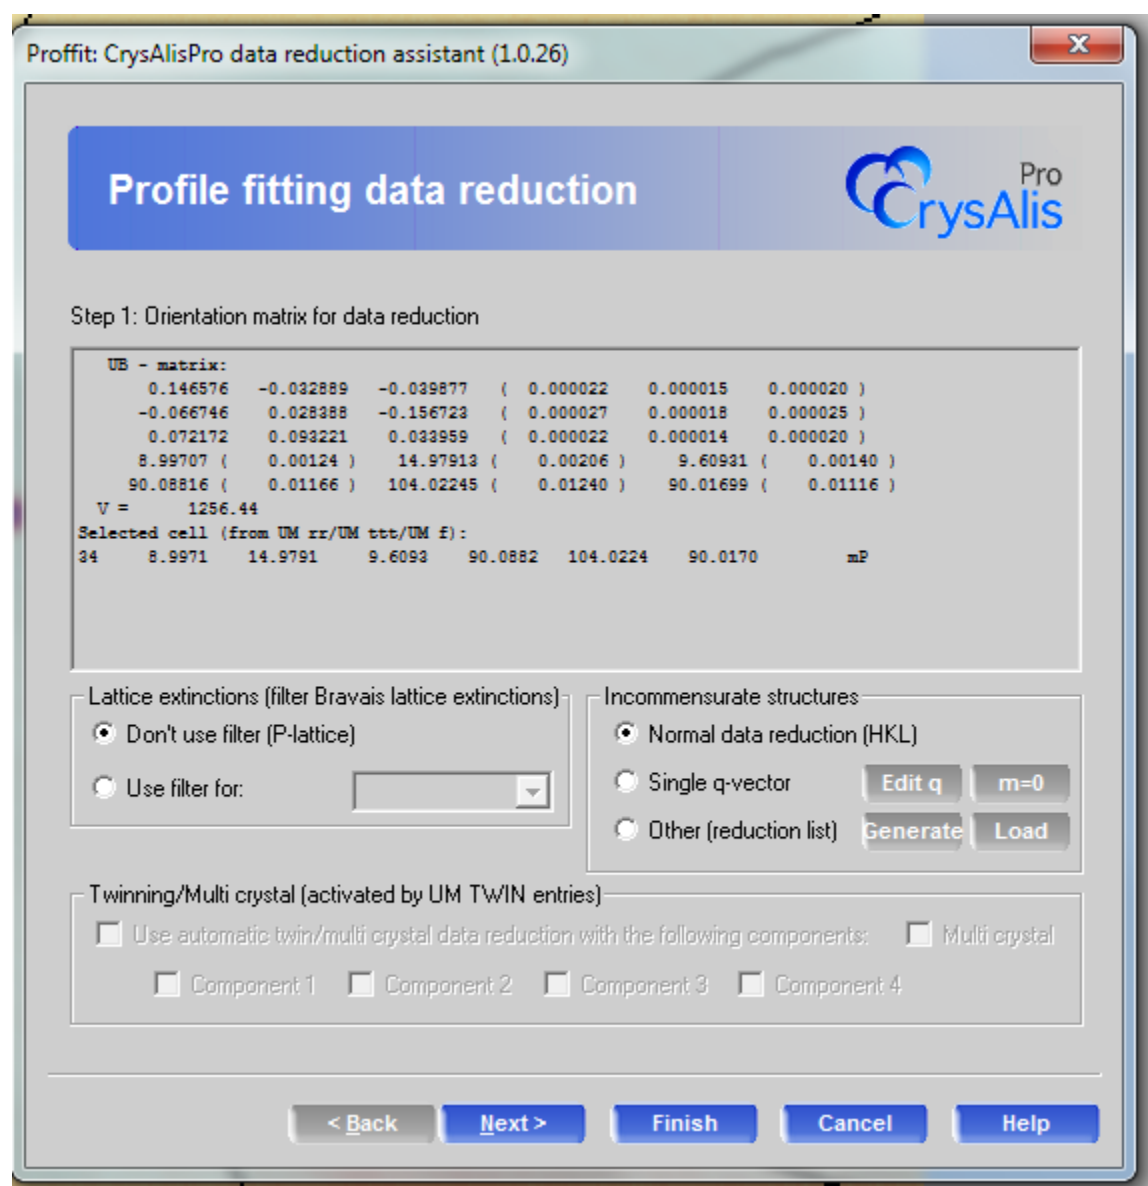 Proffit: CrysAlisPro data reduction assistant (1.0.26)
x
Profile fitting data reduction
Pro
CrysAlis
Step 1: Orientation matrix for data reduction
UB - matrix:
0.146576 -0.032889 -0.039877 ( 0.000022 0.000015 0.000020 )
-0.066746 0.028388 -0.156723 ( 0.000027 0.000018 0.000025 )
0.072172 0.093221 0.033959 ( 0.000022 0.000014 0.000020 )
8.99707 ( 0.00124 ) 14.97913 ( 0.00206 ) 9.60931 ( 0.00140 )
90.08816 ( 0.01166 ) 104.02245 ( 0.01240 ) 90.01699 ( 0.01116 )
V = 1256.44
Selected cell (from UM rr/UM ttt/UM f):
34 8.9971 14.9791 9.6093 90.0882 104.0224 90.0170 mP
Lattice extinctions (filter Bravais lattice extinctions)
Don't use filter (P-lattice)
Use filter for:
Incommensurate structures
Normal data reduction (HKL)
Single q-vector Edit q m=0
Other (reduction list) Generate Load
Twinning/Multi crystal (activated by UM TWIN entries)
Use automatic twin/multi crystal data reduction with the following components: Multi crystal
Component 1 Component 2 Component 3 Component 4
< Back Next > Finish Cancel Help